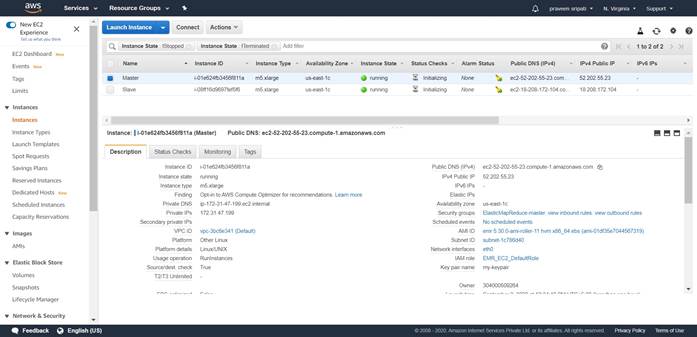 aws Services Resource Groups praveen sripati N. Virginia Support
New EC2 Experience
Tell us what you think
EC2 Dashboard New
Events New
Tags
Limits
Instances
Instances
Instance Types
Launch Templates
Spot Requests
Savings Plans
Reserved Instances
Dedicated Hosts New
Scheduled Instances
Capacity Reservations
Images
AMIs
Elastic Block Store
Volumes
Snapshots
Lifecycle Manager
Network & Security
Launch Instance Connect Actions
Instance State : !Stopped Instance State : !Terminated Add filter 1 to 2 of 2
Name Instance ID Instance Type Availability Zone Instance State Status Checks Alarm Status Public DNS (IPv4) IPv4 Public IP IPv6 IPs
Master i-01e624fb3456f811a m5.xlarge us-east-1c running Initializing None ec2-52-202-55-23.com... 52.202.55.23 -
Slave m5.xlarge us-east-1c running Initializing None ec2-18-208-172-104.co... 18.208.172.104 -
Instance: i-01e624fb3456f811a (Master) Public DNS: ec2-52-202-55-23.compute-1.amazonaws.com
Description Status Checks Monitoring Tags
Instance ID i-01e624fb3456f811a Public DNS (IPv4) ec2-52-202-55-23.compute-1.amazonaws.com
Instance state running IPv4 Public IP 52.202.55.23
Instance type m5.xlarge IPv6 IPs -
Finding Opt-in to AWS Compute Optimizer for recommendations. Learn more Elastic IPs
Private DNS ip-172-31-47-199.ec2.internal Availability zone us-east-1c
Private IPs 172.31.47.199 Security groups ElasticMapReduce-master. view inbound rules. view outbound rules
Secondary private IPs Scheduled events No scheduled events
VPC ID vpc-3bc6e341 (Default) AMI ID
Platform Other Linux Subnet ID subnet-1c786d40
Platform details Linux/UNIX Network interfaces eth0
Usage operation RunInstances IAM role EMR_EC2_DefaultRole
Source/dest. check True Key pair name my-keypair
T2/T3 Unlimited -
Owner 304000509264
Feedback English (US) © 2008 - 2020, Amazon Internet Services Private Ltd. or its affiliates. All rights reserved. Privacy Policy Terms of Use